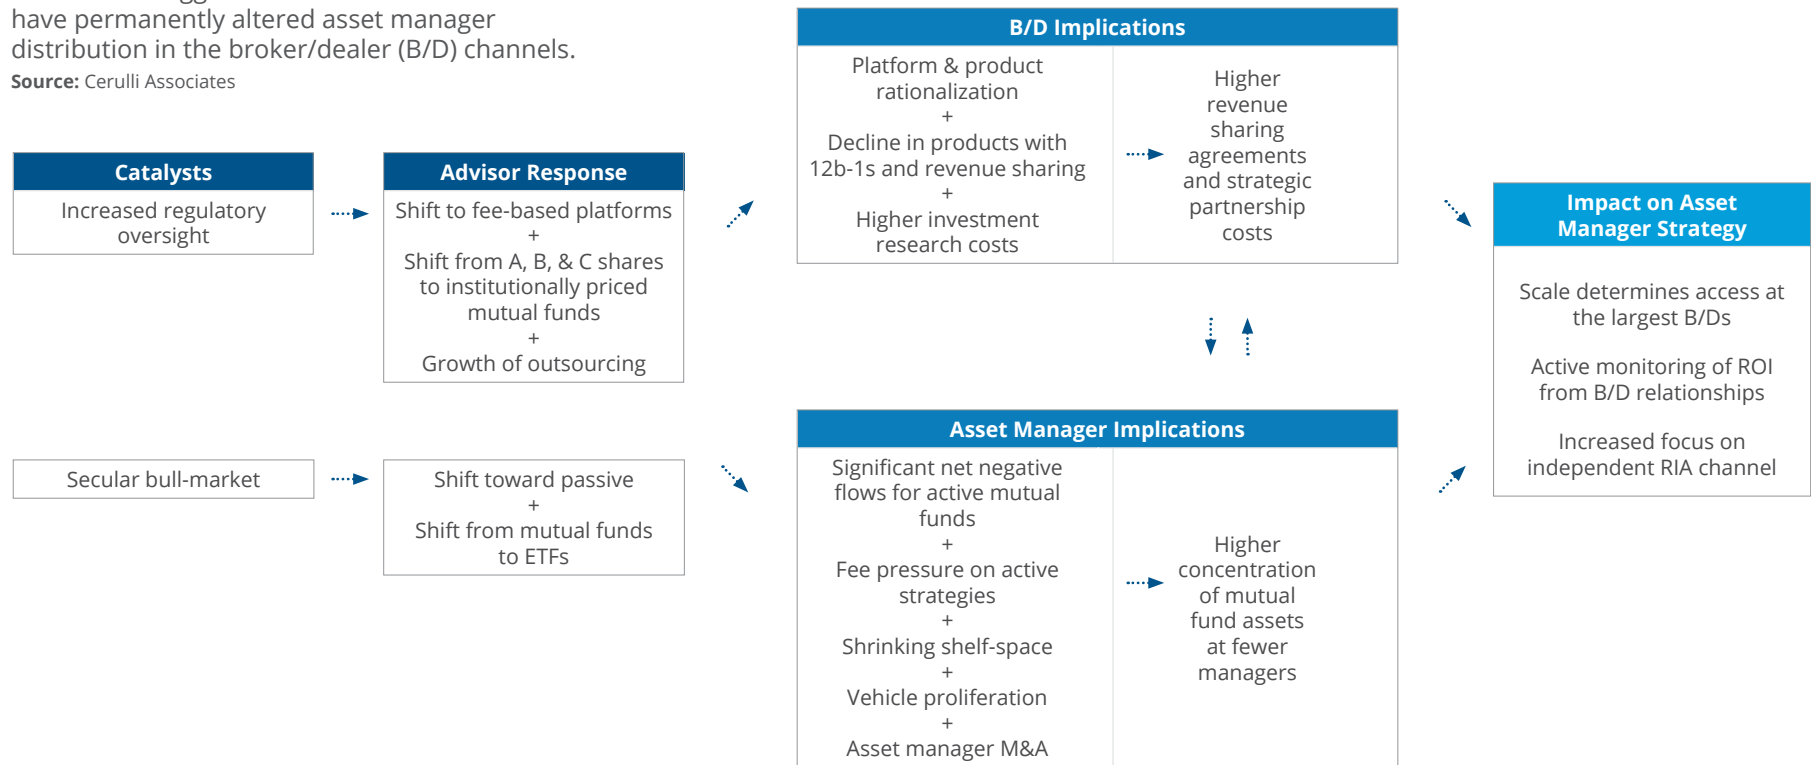 have permanently altered asset manager
distribution in the broker/dealer (B/D) channels.
Source: Cerulli Associates
Catalysts
Increased regulatory
oversight
Secular bull-market
Advisor Response
Shift to fee-based platforms
+
Shift from A, B, & C shares
to institutionally priced
mutual funds
+
Growth of outsourcing
Shift toward passive
+
Shift from mutual funds
to ETFs
B/D Implications
Platform & product
rationalization
+
Decline in products with
12b-1s and revenue sharing
+
Higher investment
research costs
Higher
revenue
sharing
agreements
and strategic
partnership
costs
Asset Manager Implications
Significant net negative
flows for active mutual
funds
+
Fee pressure on active
strategies
+
Shrinking shelf-space
+
Vehicle proliferation
+
Asset manager M&A
Higher
concentration
of mutual
fund assets
at fewer
managers
Impact on Asset
Manager Strategy
Scale determines access at
the largest B/Ds
Active monitoring of ROI
from B/D relationships
Increased focus on
independent RIA channel